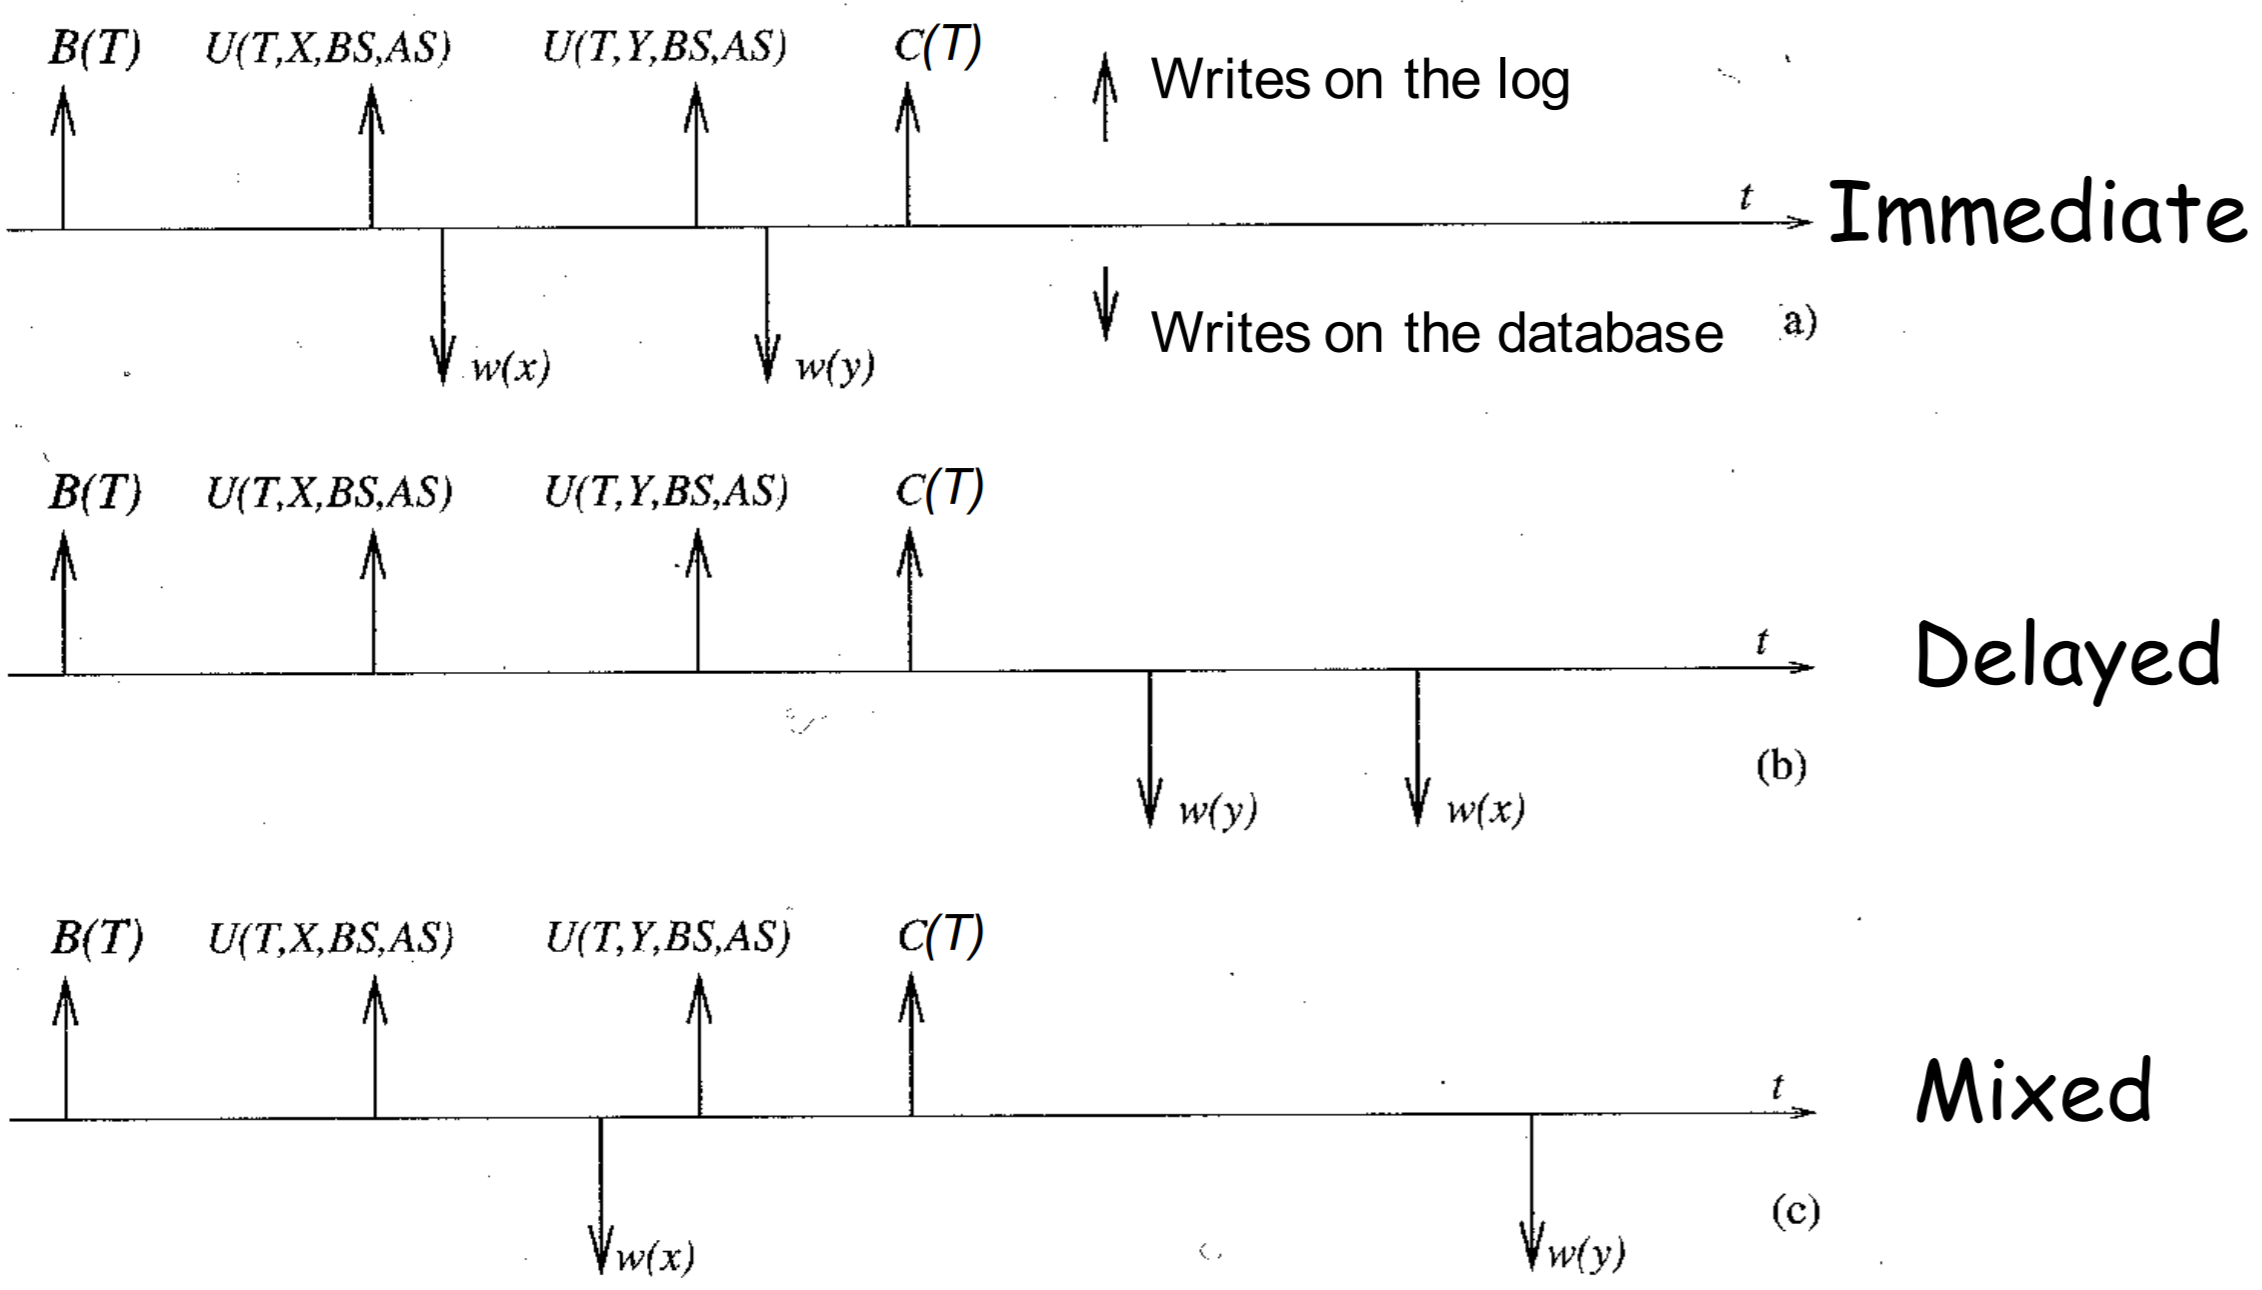 B(T) U(T,X,BS,AS) U(T,Y,BS,AS) C(T)
Writes on the log
t
Immediate
Writes on the database
a)
w(x) w(y)
B(T) U(T,X,BS,AS) U(T,Y,BS,AS) C(T)
t
Delayed
(b)
w(y) w(x)
B(T) U(T,X,BS,AS) U(T,Y,BS,AS) C(T)
t
Mixed
(c)
w(x) w(y)